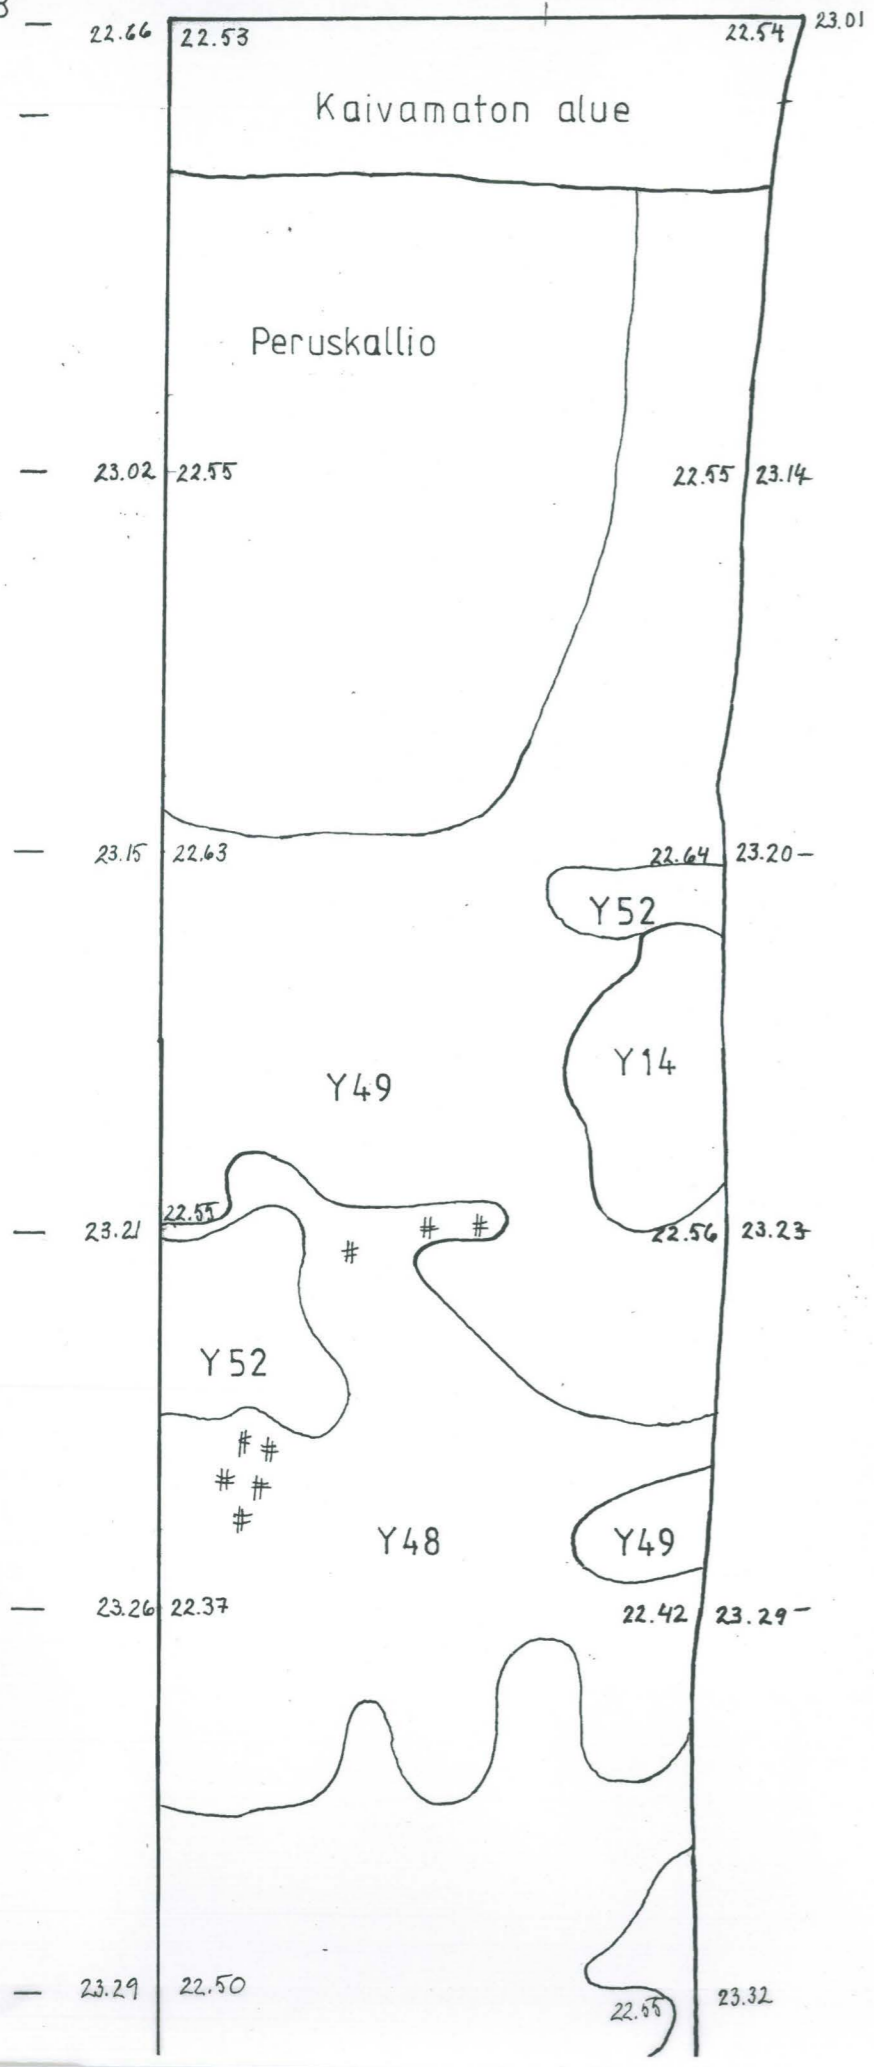 22.66 22.53 22.54 23.01
Kaivamaton alue
Peruskallio
23.02 22.55 22.55 23.14
23.15 22.63 22.64 23.20
Y52
Y14
Y49
23.21 22.55 # # 22.56 23.23
#
Y52
# #
# #
#
Y48 Y49
23.26 22.37 22.42 23.29
23.29 22.50 22.55 23.32